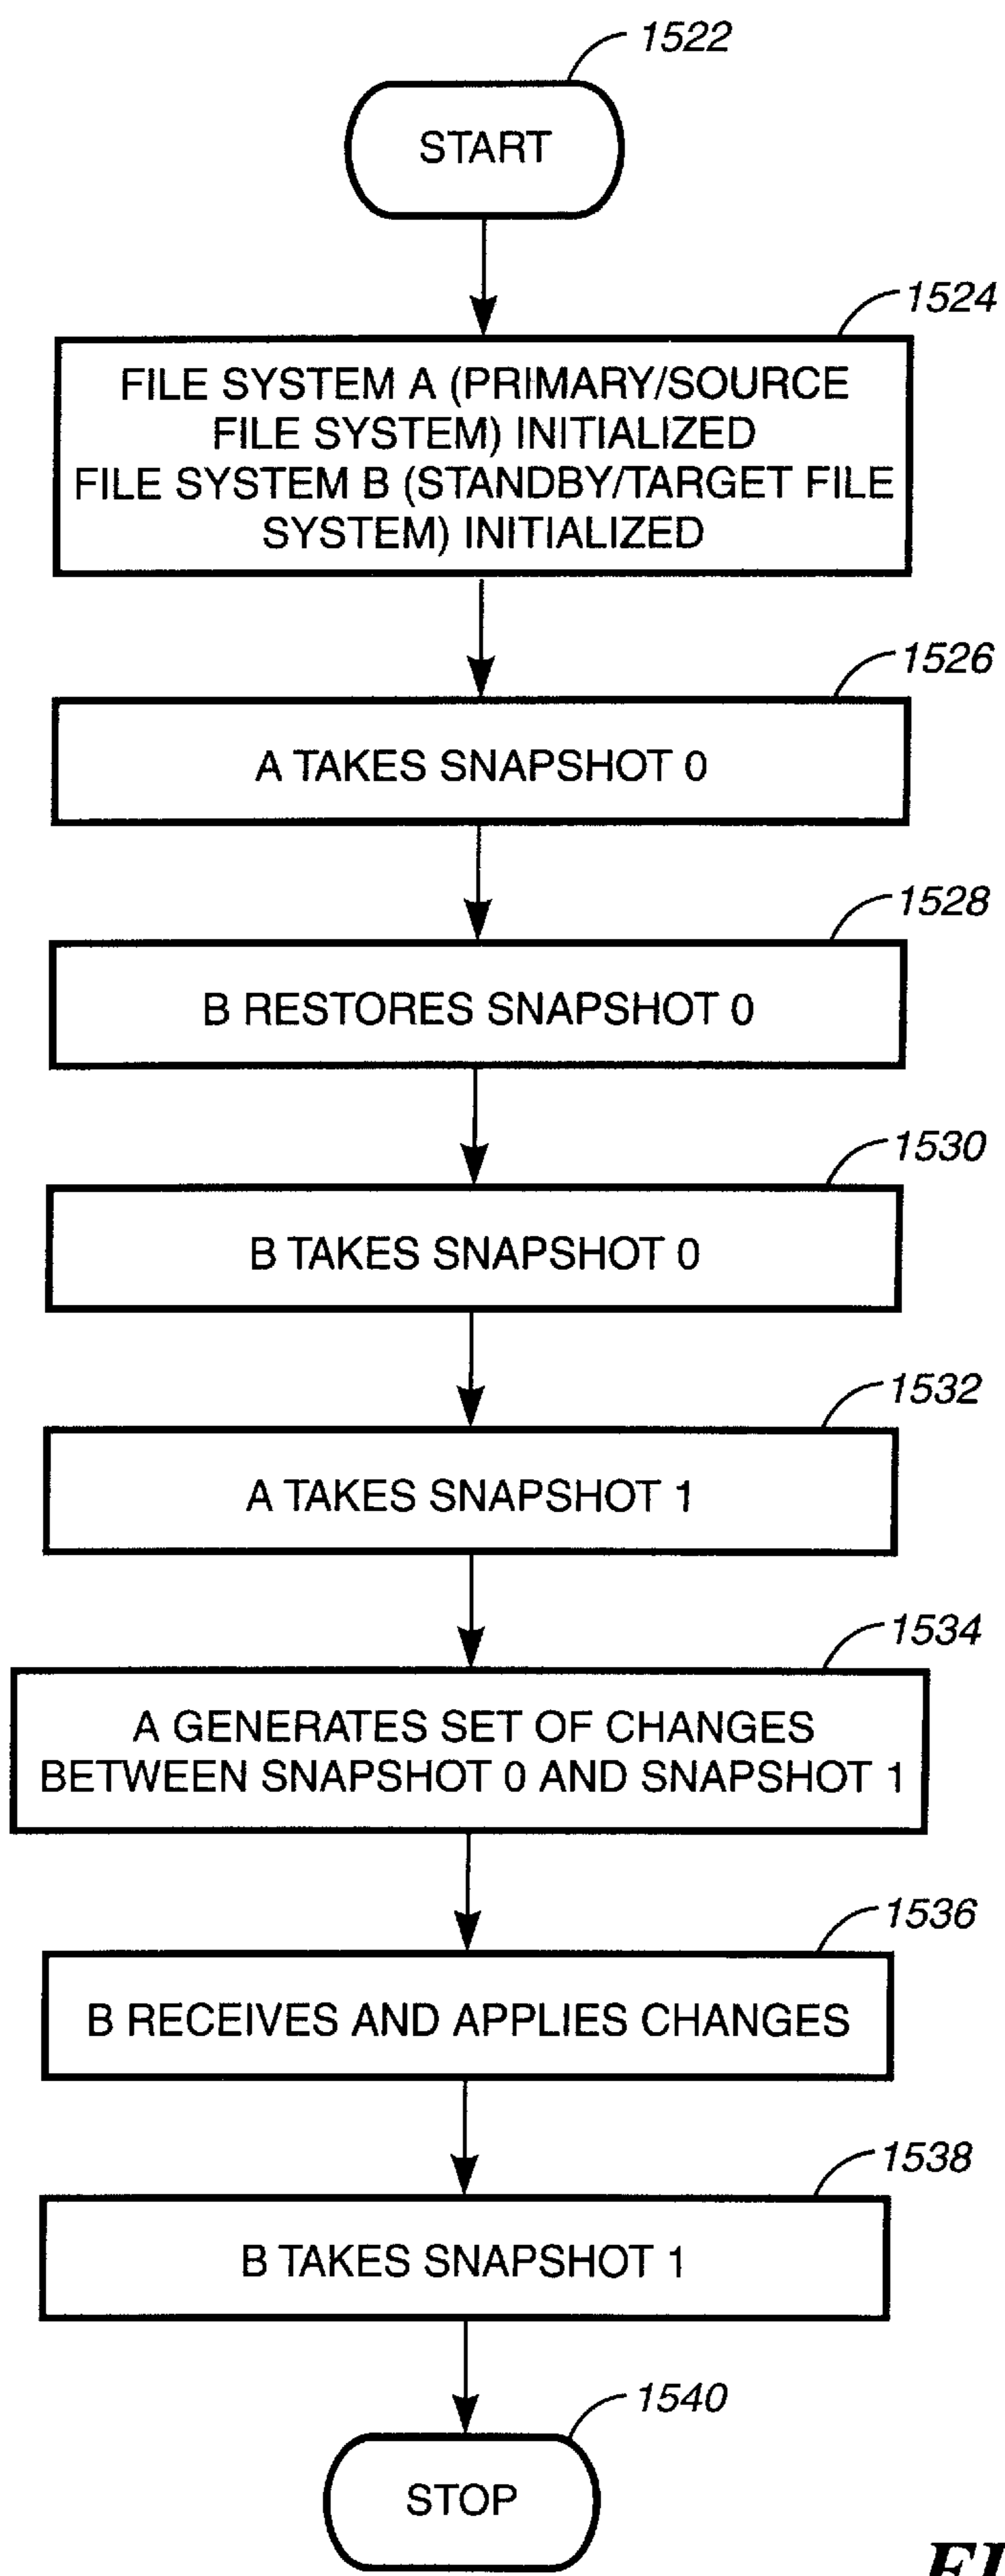 1522
START
1524
FILE SYSTEM A (PRIMARY/SOURCE
FILE SYSTEM) INITIALIZED
FILE SYSTEM B (STANDBY/TARGET FILE
SYSTEM) INITIALIZED
1526
A TAKES SNAPSHOT 0
1528
B RESTORES SNAPSHOT 0
1530
B TAKES SNAPSHOT 0
1532
A TAKES SNAPSHOT 1
1534
A GENERATES SET OF CHANGES
BETWEEN SNAPSHOT 0 AND SNAPSHOT 1
1536
B RECEIVES AND APPLIES CHANGES
1538
B TAKES SNAPSHOT 1
1540
STOP